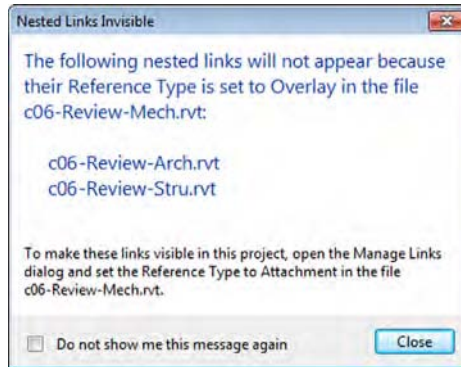 Nested Links Invisible
The following nested links will not appear because
their Reference Type is set to Overlay in the file
c06-Review-Mech.rvt:
c06-Review-Arch.rvt
c06-Review-Stru.rvt
To make these links visible in this project, open the Manage Links
dialog and set the Reference Type to Attachment in the file
c06-Review-Mech.rvt.
Do not show me this message again
Close